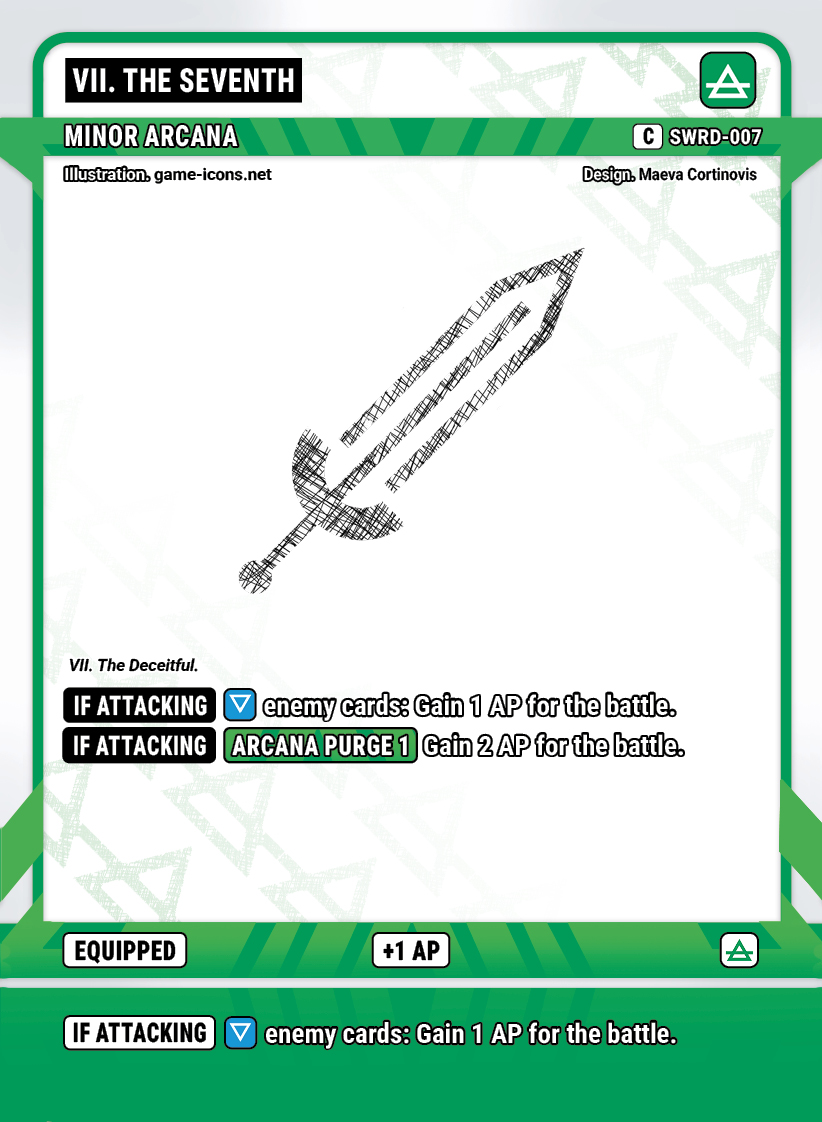 VII. THE SEVENTH
MINOR ARCANA
C SWRD-007
Illustration. game-icons.net
Design. Maeva Cortinovis
VII. The Deceitful.
IF ATTACKING enemy cards: Gain 1 AP for the battle.
IF ATTACKING ARCANA PURGE 1 Gain 2 AP for the battle.
EQUIPPED
+1 AP
IF ATTACKING enemy cards: Gain 1 AP for the battle.